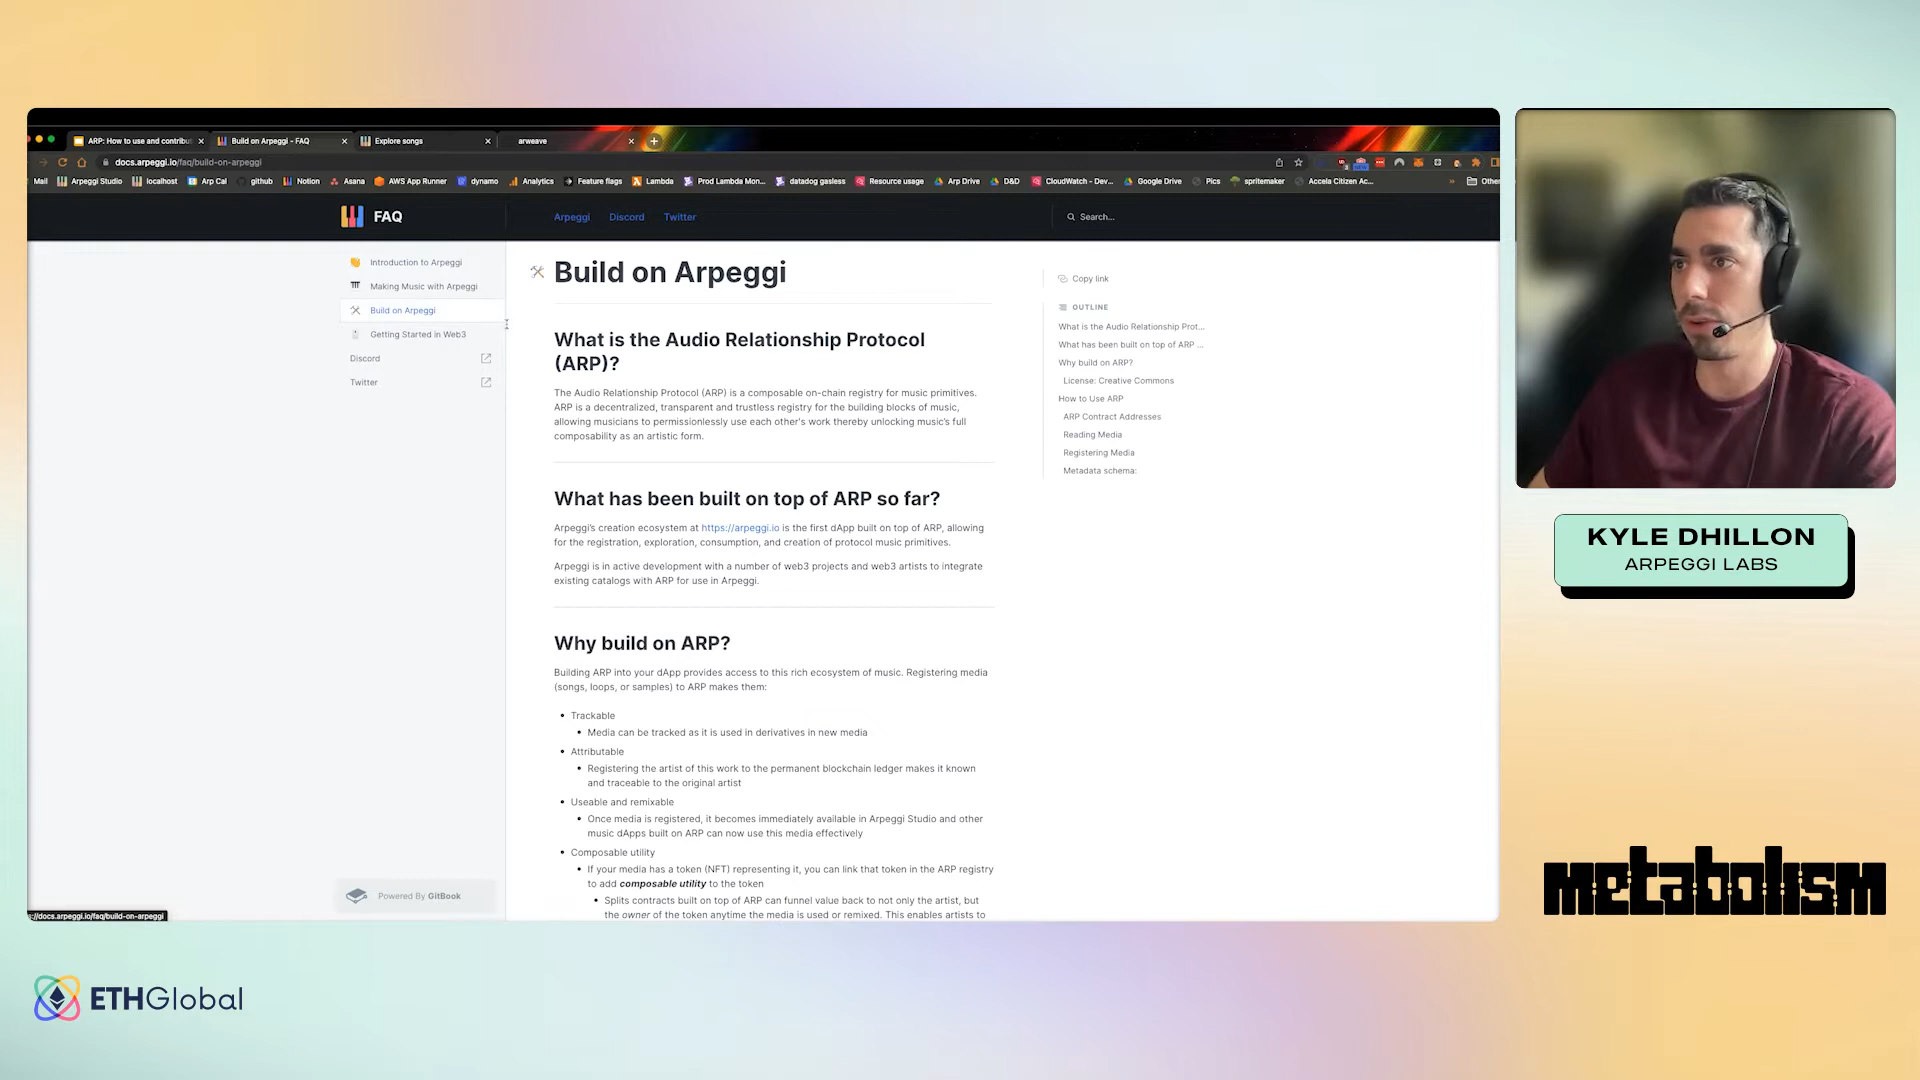 ARP: How to use and contribu
Build on Arpeggi - FAQ
Explore songs
arweave
docs.arpeggi.io/faq/build-on-arpeggi
Mail
Arpeggi Studio
localhost
Arp Cal
github
Notion
Asana
AWS App Runner
dynamo
Analytics
Feature flags
Lambda
Prod Lambda Mon...
datadog gasless
Resource usage
Arp Drive
D&D
CloudWatch - Dev...
Google Drive
Pics
spritemaker
Accela Citizen Ac...
Other
FAQ
Arpeggi
Discord
Twitter
Search...
Introduction to Arpeggi
Making Music with Arpeggi
Build on Arpeggi
Getting Started in Web3
Discord
Twitter
Powered By GitBook
s://docs.arpeggi.io/faq/build-on-arpeggi
Build on Arpeggi
What is the Audio Relationship Protocol
(ARP)?
The Audio Relationship Protocol (ARP) is a composable on-chain registry for music primitives.
ARP is a decentralized, transparent and trustless registry for the building blocks of music,
allowing musicians to permissionlessly use each other's work thereby unlocking music's full
composability as an artistic form.
What has been built on top of ARP so far?
Arpeggi's creation ecosystem at https://arpeggi.io is the first dApp built on top of ARP, allowing
for the registration, exploration, consumption, and creation of protocol music primitives.
Arpeggi is in active development with a number of web3 projects and web3 artists to integrate
existing catalogs with ARP for use in Arpeggi.
Why build on ARP?
Building ARP into your dApp provides access to this rich ecosystem of music. Registering media
(songs, loops, or samples) to ARP makes them:
• Trackable
• Media can be tracked as it is used in derivatives in new media
• Attributable
• Registering the artist of this work to the permanent blockchain ledger makes it known
and traceable to the original artist
• Useable and remixable
• Once media is registered, it becomes immediately available in Arpeggi Studio and other
music dApps built on ARP can now use this media effectively
• Composable utility
• If your media has a token (NFT) representing it, you can link that token in the ARP registry
to add composable utility to the token
• Splits contracts built on top of ARP can funnel value back to not only the artist, but
the owner of the token anytime the media is used or remixed. This enables artists to
Copy link
OUTLINE
What is the Audio Relationship Prot...
What has been built on top of ARP ...
Why build on ARP?
License: Creative Commons
How to Use ARP
ARP Contract Addresses
Reading Media
Registering Media
Metadata schema:
KYLE DHILLON
ARPEGGI LABS
metabolism
ETHGlobal